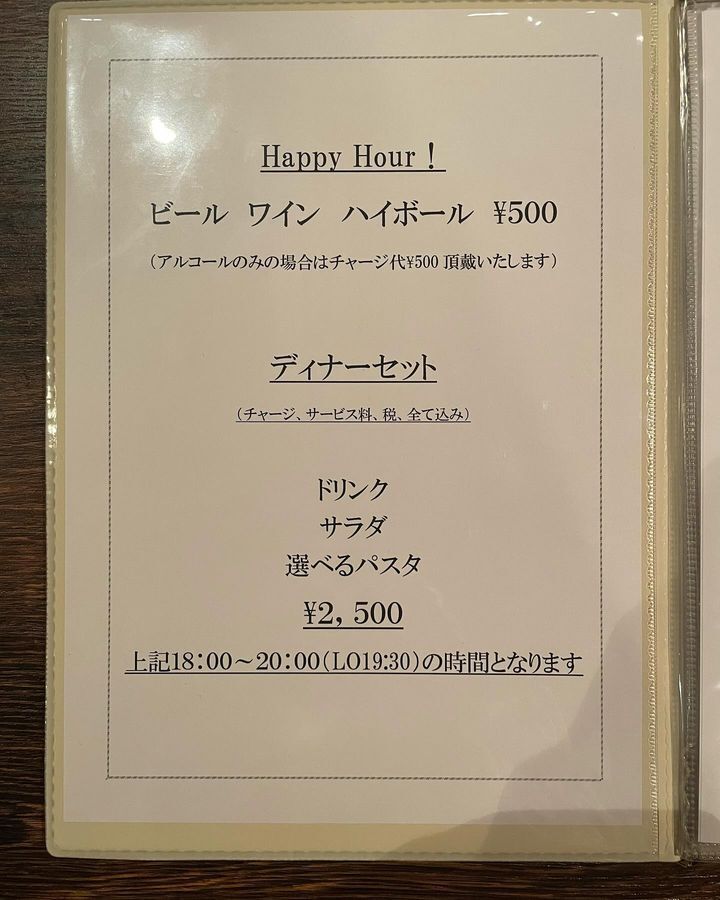 Happy Hour！
ビール　ワイン　ハイボール　¥500
（アルコールのみの場合はチャージ代¥500 頂戴いたします）
ディナーセット
（チャージ、サービス料、税、全て込み）
ドリンク
サラダ
選べるパスタ
¥2，500
上記18：00～20：00（LO19:30）の時間となります